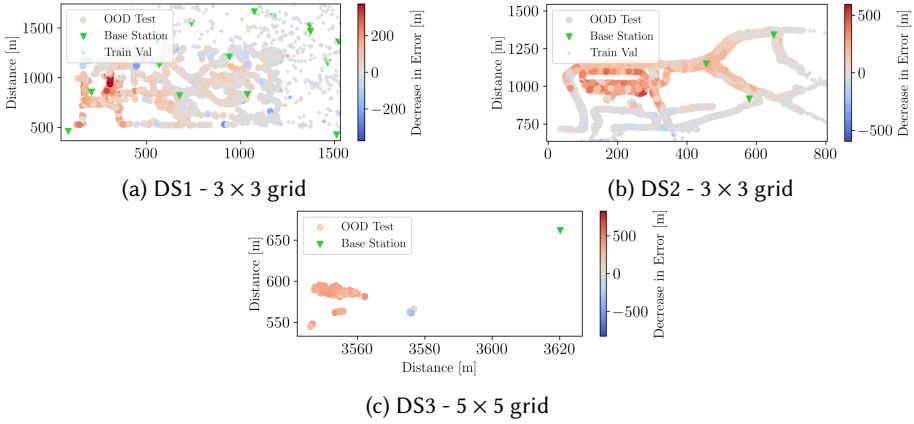 OOD Test
Base Station
Train Val
1500
1000
500
Distance [m]
500
1000
1500
200
0
−200
Decrease in Error [m]
(a) DS1 - 3 × 3 grid
OOD Test
Base Station
Train Val
1500
1250
1000
750
Distance [m]
0
200
400
600
800
500
0
−500
Decrease in Error [m]
(b) DS2 - 3 × 3 grid
OOD Test
Base Station
650
600
550
Distance [m]
3560
3580
3600
3620
Distance [m]
500
0
−500
Decrease in Error [m]
(c) DS3 - 5 × 5 grid